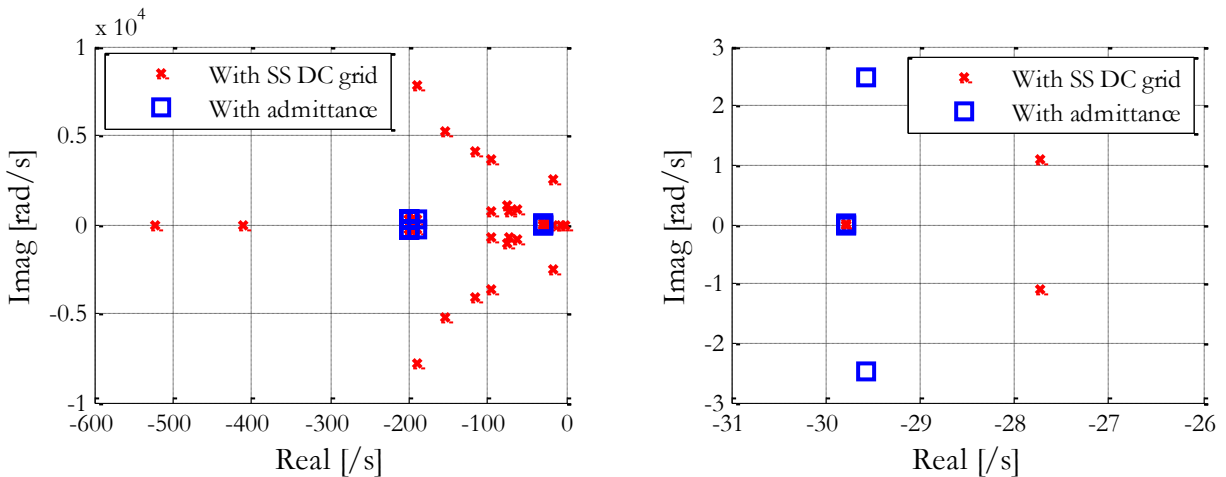 x 10⁴
1
0.5
0
-0.5
-1
-600 -500 -400 -300 -200 -100 0
Real [/s]
Imag [rad/s]
With SS DC grid
With admittance
3
2
1
0
-1
-2
-3
-31 -30 -29 -28 -27 -26
Real [/s]
Imag [rad/s]
With SS DC grid
With admittance